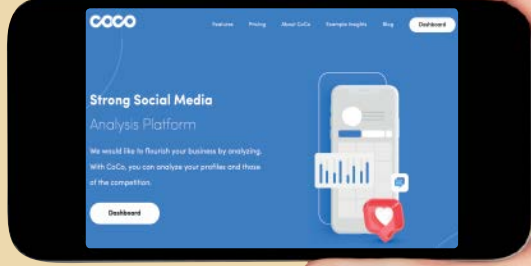 COCO
Features Pricing About CoCo Example Insights Blog Dashboard
Strong Social Media
Analysis Platform
We would like to flourish your business by analyzing.
With CoCo, you can analyze your profiles and those
of the competition.
Dashboard